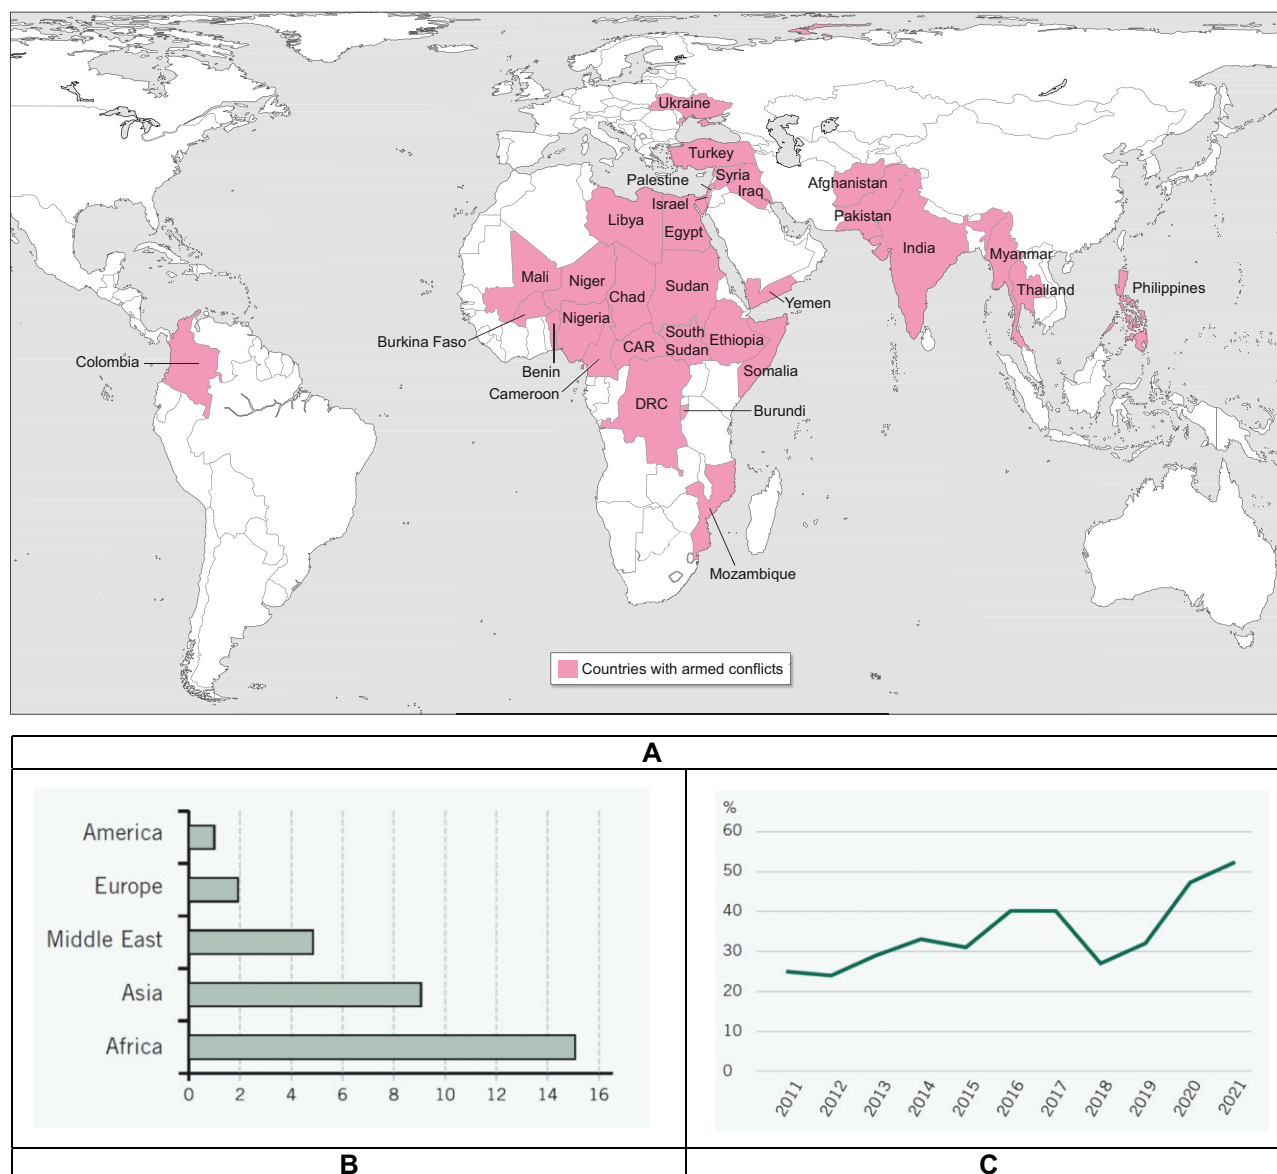 Ukraine
Turkey
Syria
Palestine
Iraq
Israel
Afghanistan
Libya
Pakistan
Egypt
India
Myanmar
Mali
Niger
Sudan
Thailand
Philippines
Chad
Yemen
Nigeria
South
Sudan
Ethiopia
Burkina Faso
CAR
Colombia
Benin
Somalia
Cameroon
DRC
Burundi
Mozambique
Countries with armed conflicts
A
America
Europe
Middle East
Asia
Africa
0 2 4 6 8 10 12 14 16
B
%
60
50
40
30
20
10
0
2011 2012 2013 2014 2015 2016 2017 2018 2019 2020 2021
C